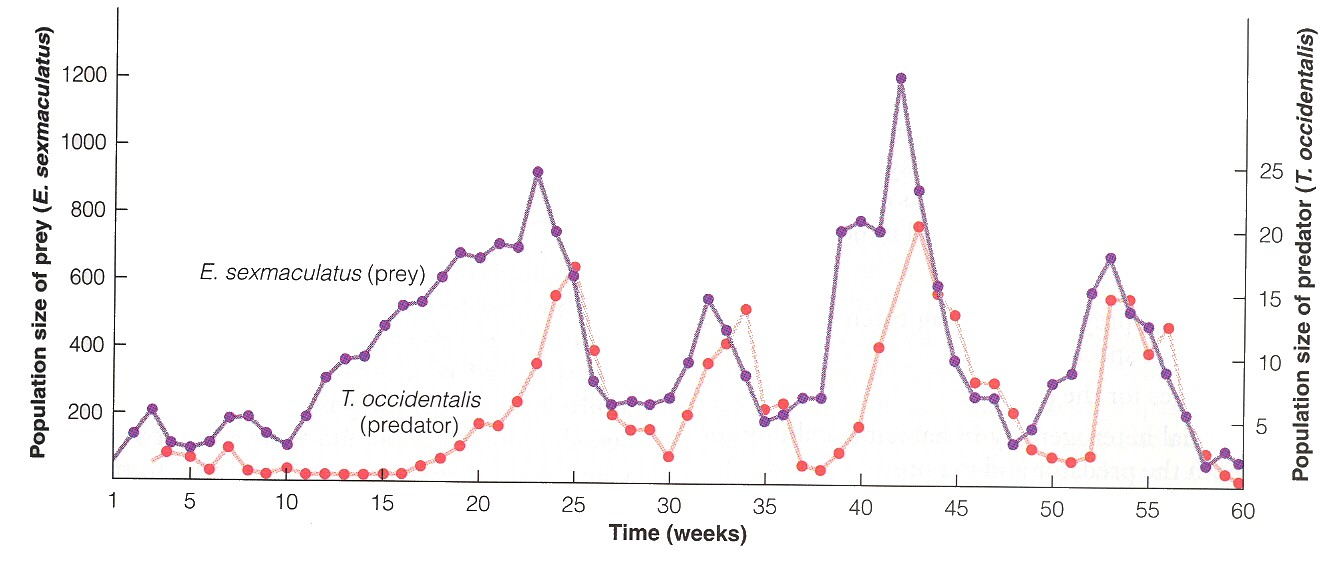 Population size of prey (E. sexmaculatus)
1200
1000
800
600
400
200
E. sexmaculatus (prey)
T. occidentalis
(predator)
25
20
15
10
5
Population size of predator (T. occidentalis)
1 5 10 15 20 25 30 35 40 45 50 55 60
Time (weeks)